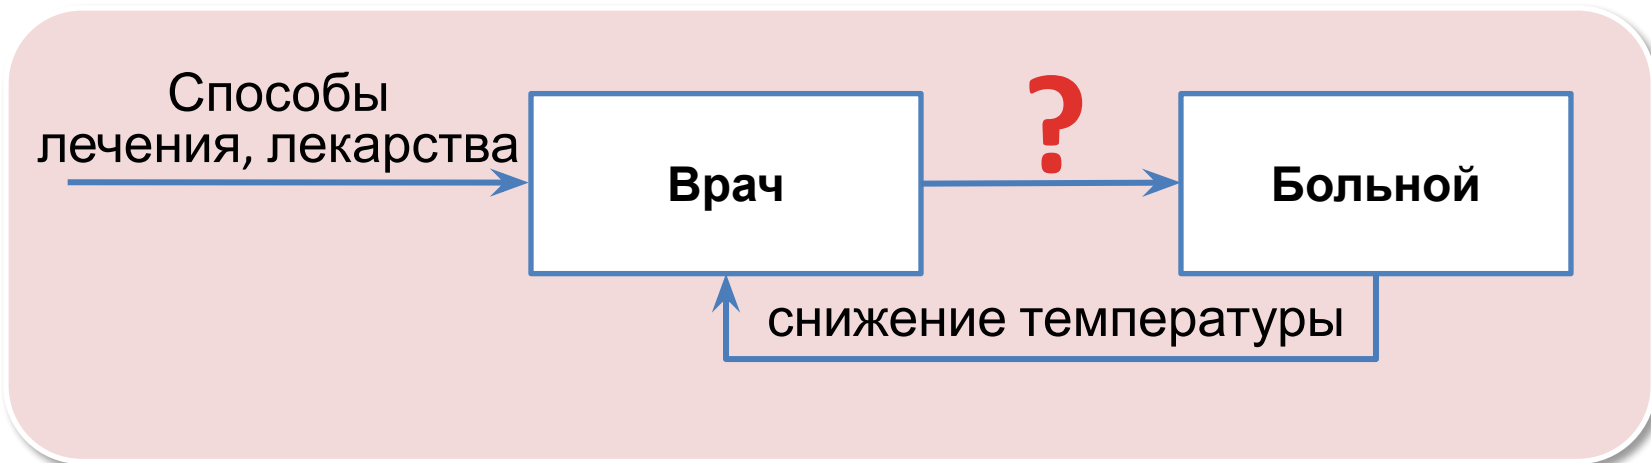 Способы
лечения, лекарства
?
Врач
Больной
снижение температуры